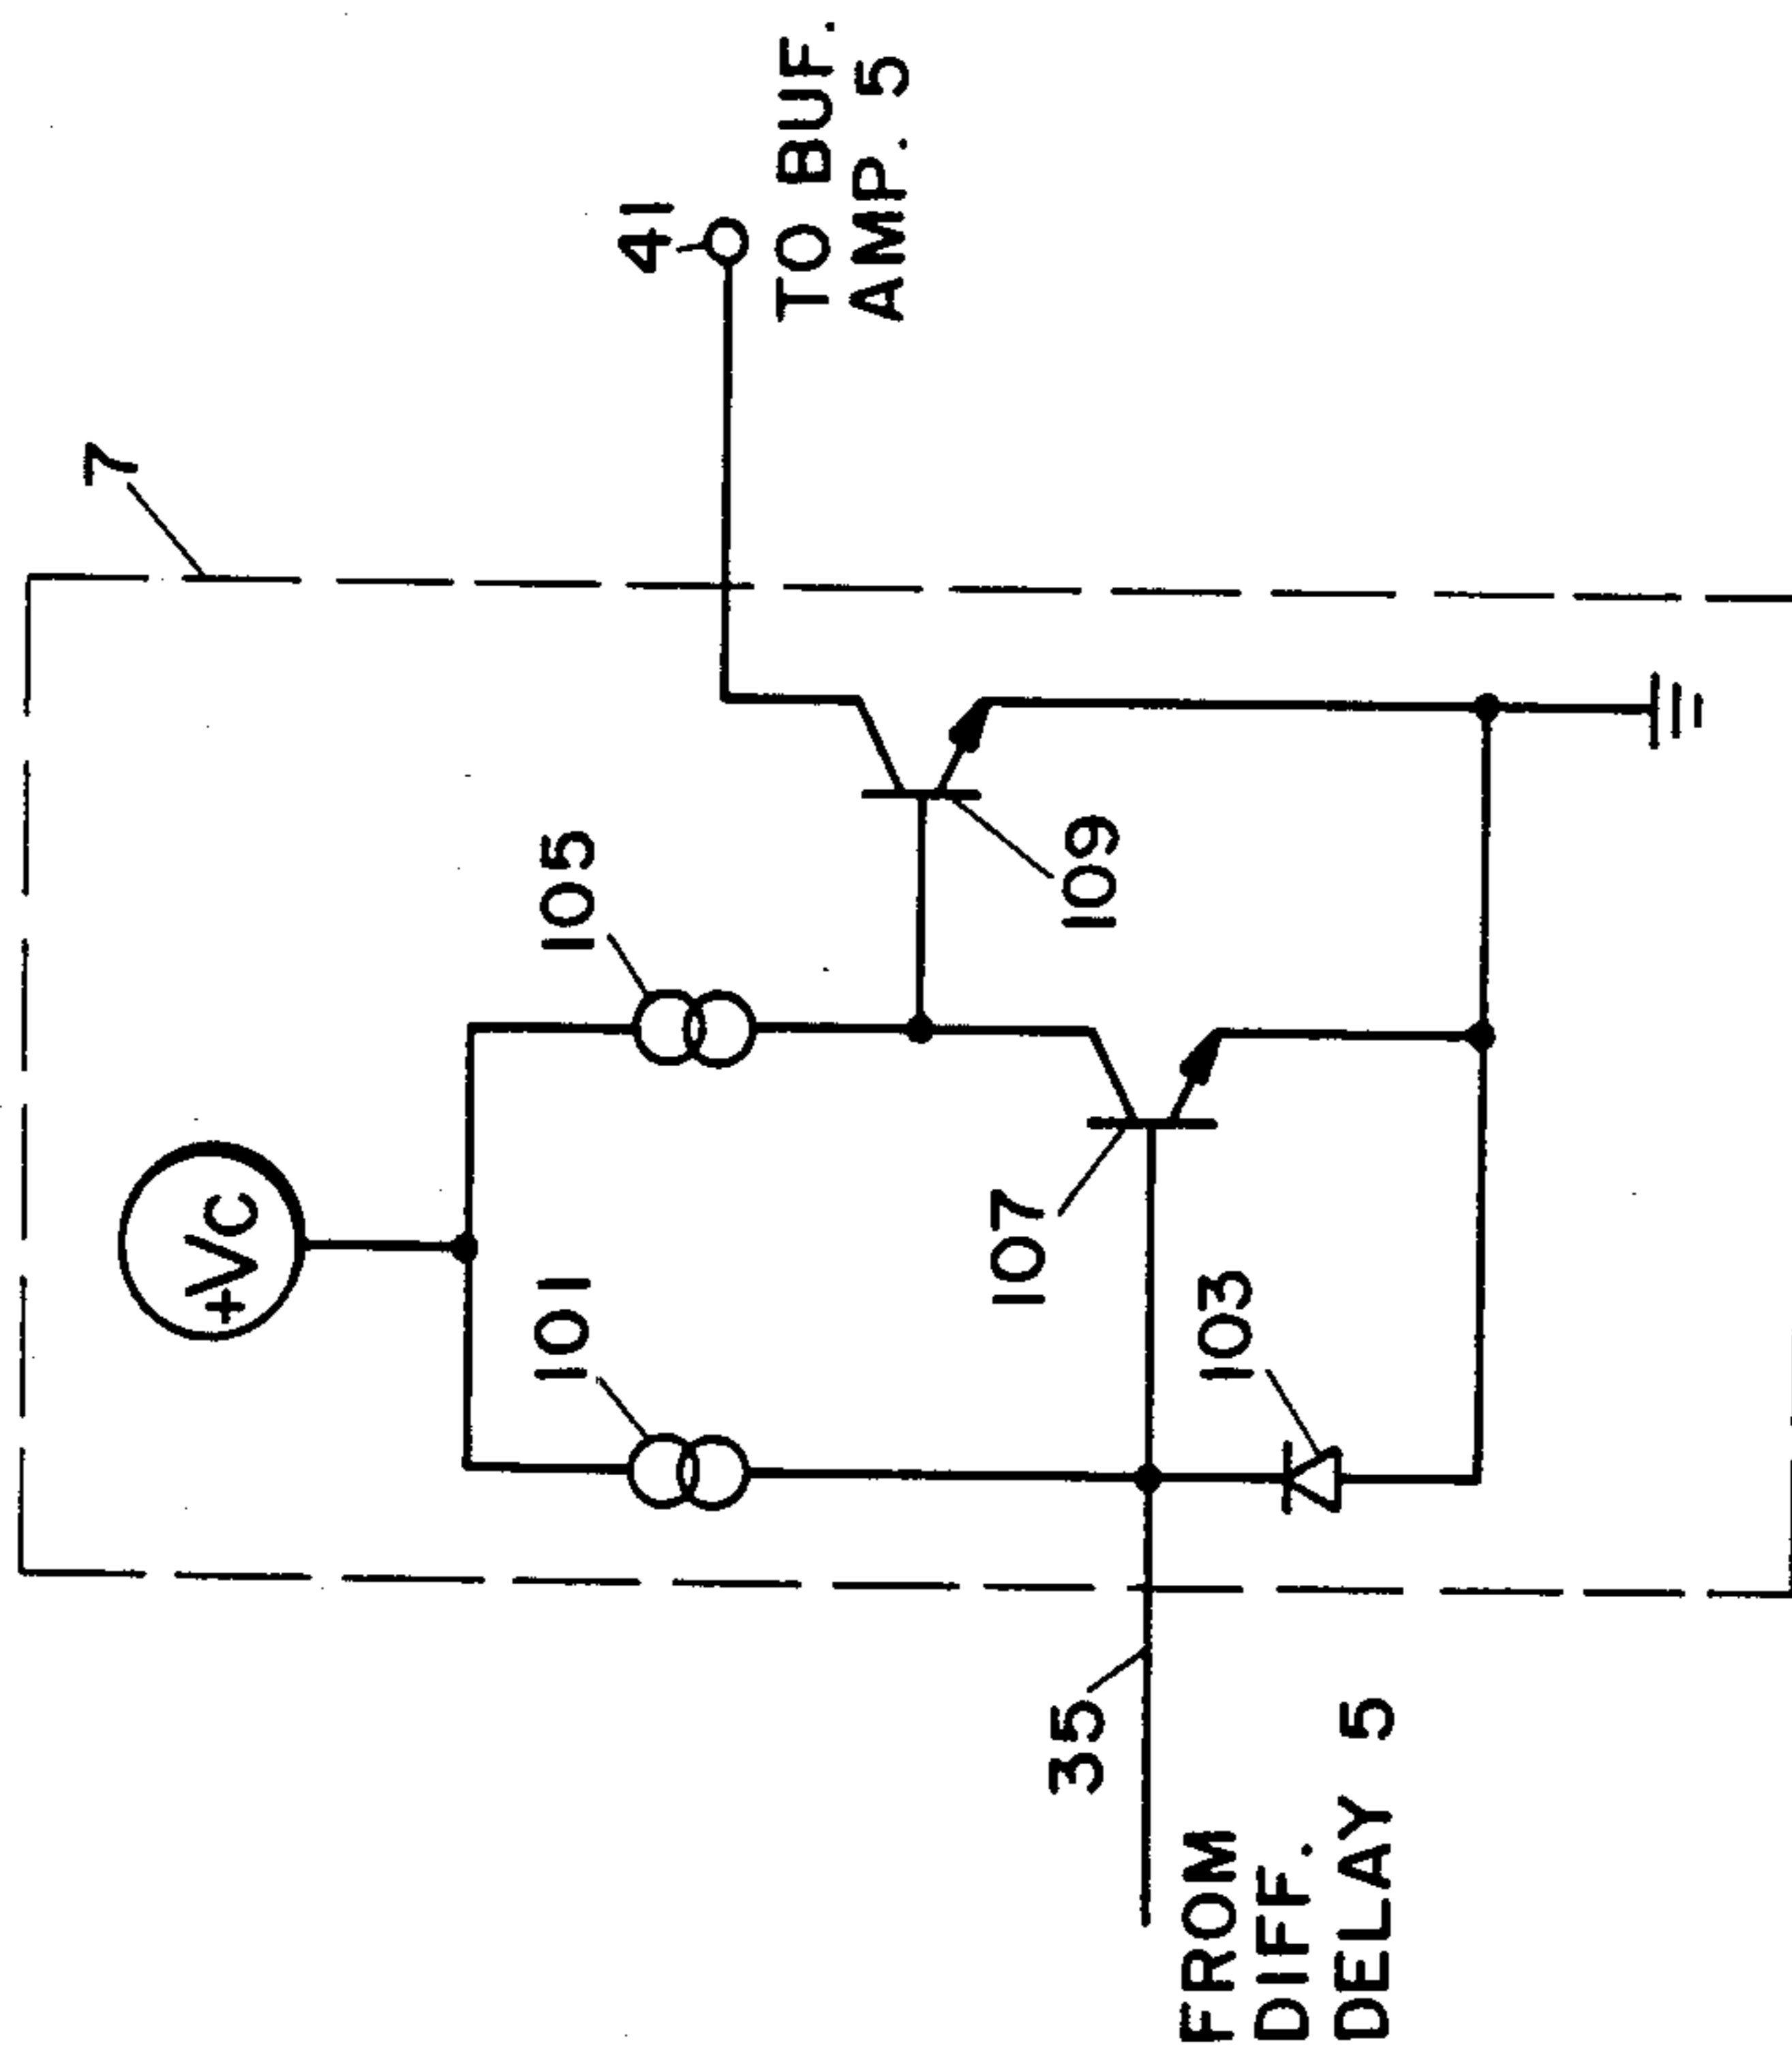 7
+Vc
101
105
41
TO BUF.
AMP. 5
109
107
103
35
FROM
DIFF.
DELAY 5